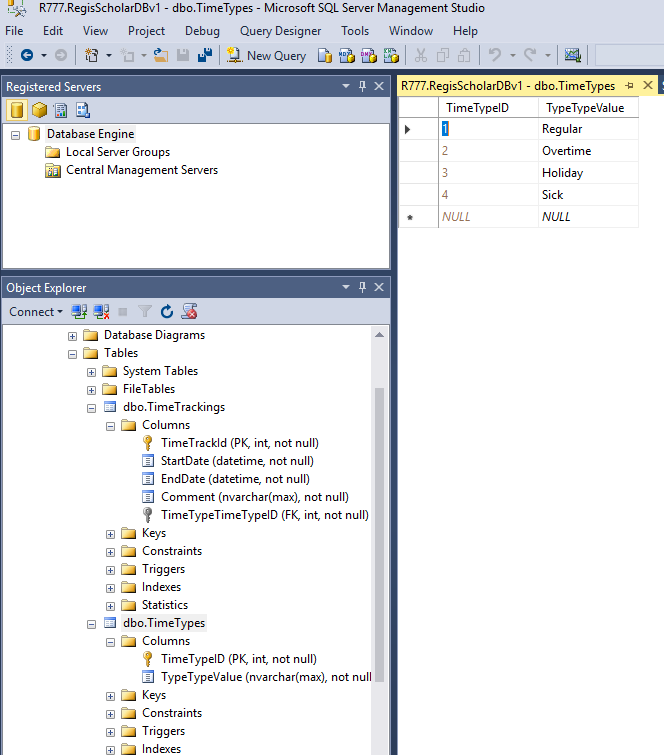 R777.RegisScholarDBv1 - dbo.TimeTypes - Microsoft SQL Server Management Studio
File Edit View Project Debug Query Designer Tools Window Help
New Query
MDX DMX XMLA
Registered Servers
Database Engine
Local Server Groups
Central Management Servers
Object Explorer
Connect
Database Diagrams
Tables
System Tables
FileTables
dbo.TimeTrackings
Columns
TimeTrackId (PK, int, not null)
StartDate (datetime, not null)
EndDate (datetime, not null)
Comment (nvarchar(max), not null)
TimeTypeTimeTypeID (FK, int, not null)
Keys
Constraints
Triggers
Indexes
Statistics
dbo.TimeTypes
Columns
TimeTypeID (PK, int, not null)
TypeTypeValue (nvarchar(max), not null
Keys
Constraints
Triggers
Indexes
R777.RegisScholarDBv1 - dbo.TimeTypes
TimeTypeID TypeTypeValue
1 Regular
2 Overtime
3 Holiday
4 Sick
NULL NULL